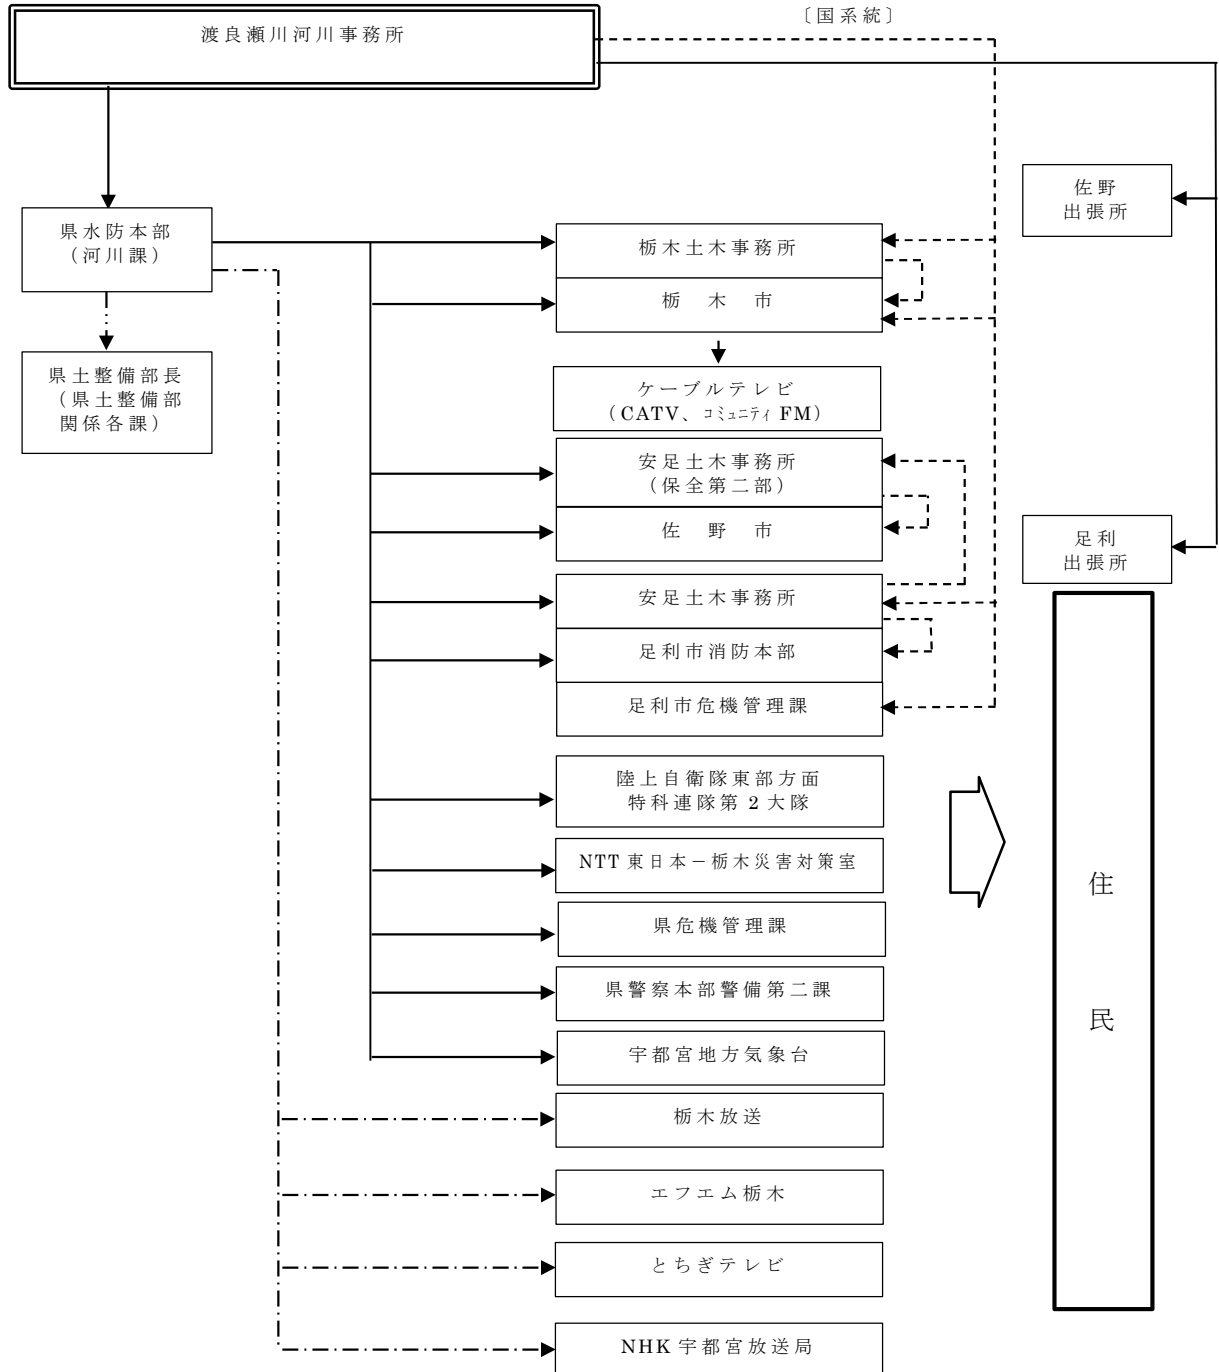 〔国系統〕
渡良瀬川河川事務所
佐野
出張所
県水防本部
（河川課）
栃木土木事務所
栃　木　市
県土整備部長
（県土整備部
関係各課）
ケーブルテレビ
（CATV、コミュニティFM）
安足土木事務所
（保全第二部）
佐　野　市
足利
出張所
安足土木事務所
足利市消防本部
足利市危機管理課
陸上自衛隊東部方面
特科連隊第 2 大隊
NTT 東日本－栃木災害対策室
県危機管理課
県警察本部警備第二課
宇都宮地方気象台
住
民
栃木放送
エフエム栃木
とちぎテレビ
NHK 宇都宮放送局